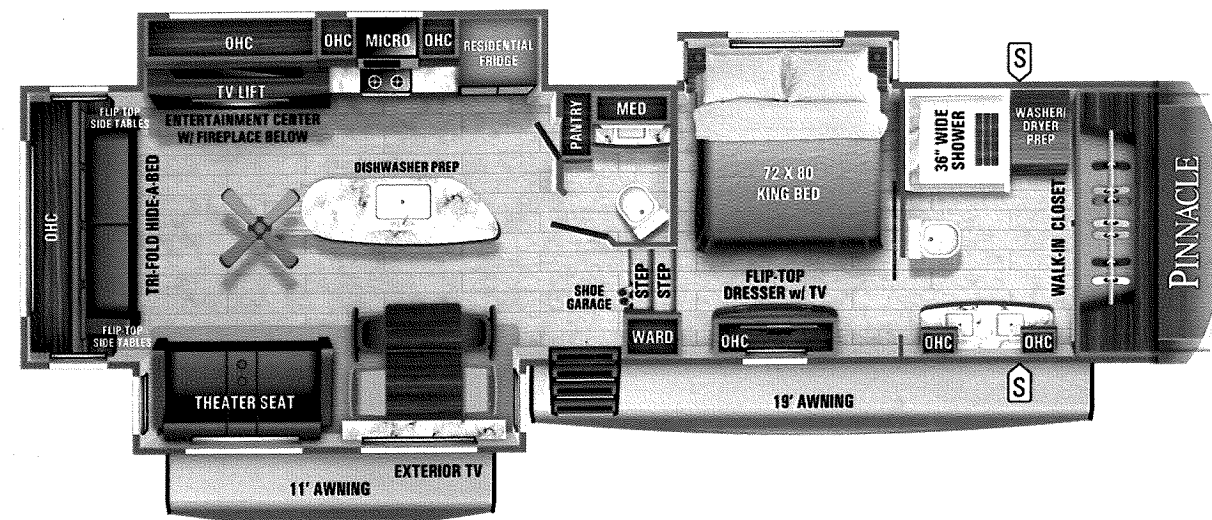 OHC
OHC
MICRO
OHC
RESIDENTIAL
FRIDGE
S
TV LIFT
ENTERTAINMENT CENTER
W/ FIREPLACE BELOW
FLIP TOP
SIDE TABLES
OHC
TRI-FOLD HIDE-A-BED
FLIP TOP
SIDE TABLES
DISHWASHER PREP
PANTRY
MED
72 X 80
KING BED
36" WIDE
SHOWER
WASHER/
DRYER
PREP
WALK-IN CLOSET
PINNACLE
SHOE
GARAGE
STEP
STEP
WARD
FLIP-TOP
DRESSER w/ TV
OHC
OHC
OHC
S
THEATER SEAT
19' AWNING
EXTERIOR TV
11' AWNING